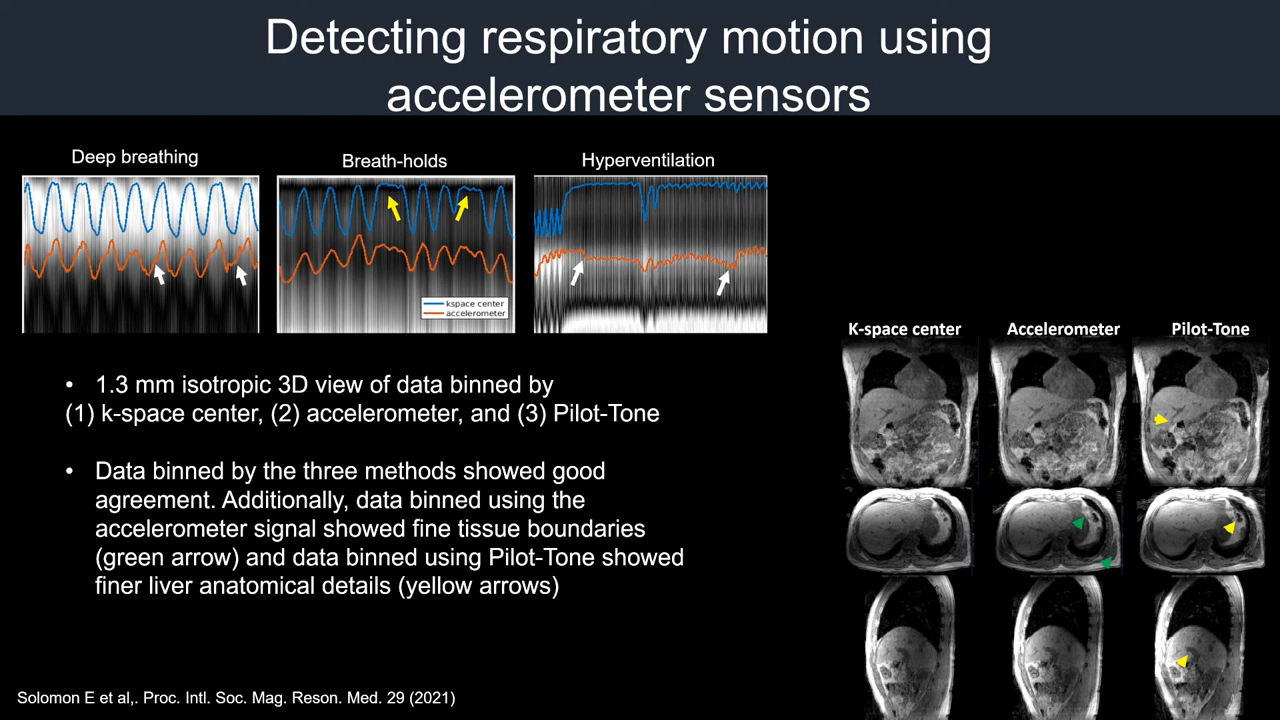 Detecting respiratory motion using
accelerometer sensors
Deep breathing
Breath-holds
Hyperventilation
kspace center
accelerometer
K-space center
Accelerometer
Pilot-Tone
• 1.3 mm isotropic 3D view of data binned by
(1) k-space center, (2) accelerometer, and (3) Pilot-Tone
• Data binned by the three methods showed good
agreement. Additionally, data binned using the
accelerometer signal showed fine tissue boundaries
(green arrow) and data binned using Pilot-Tone showed
finer liver anatomical details (yellow arrows)
Solomon E et al,. Proc. Intl. Soc. Mag. Reson. Med. 29 (2021)